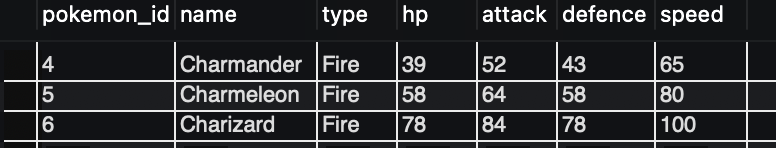 pokemon_id name type hp attack defence speed
4 Charmander Fire 39 52 43 65
5 Charmeleon Fire 58 64 58 80
6 Charizard Fire 78 84 78 100